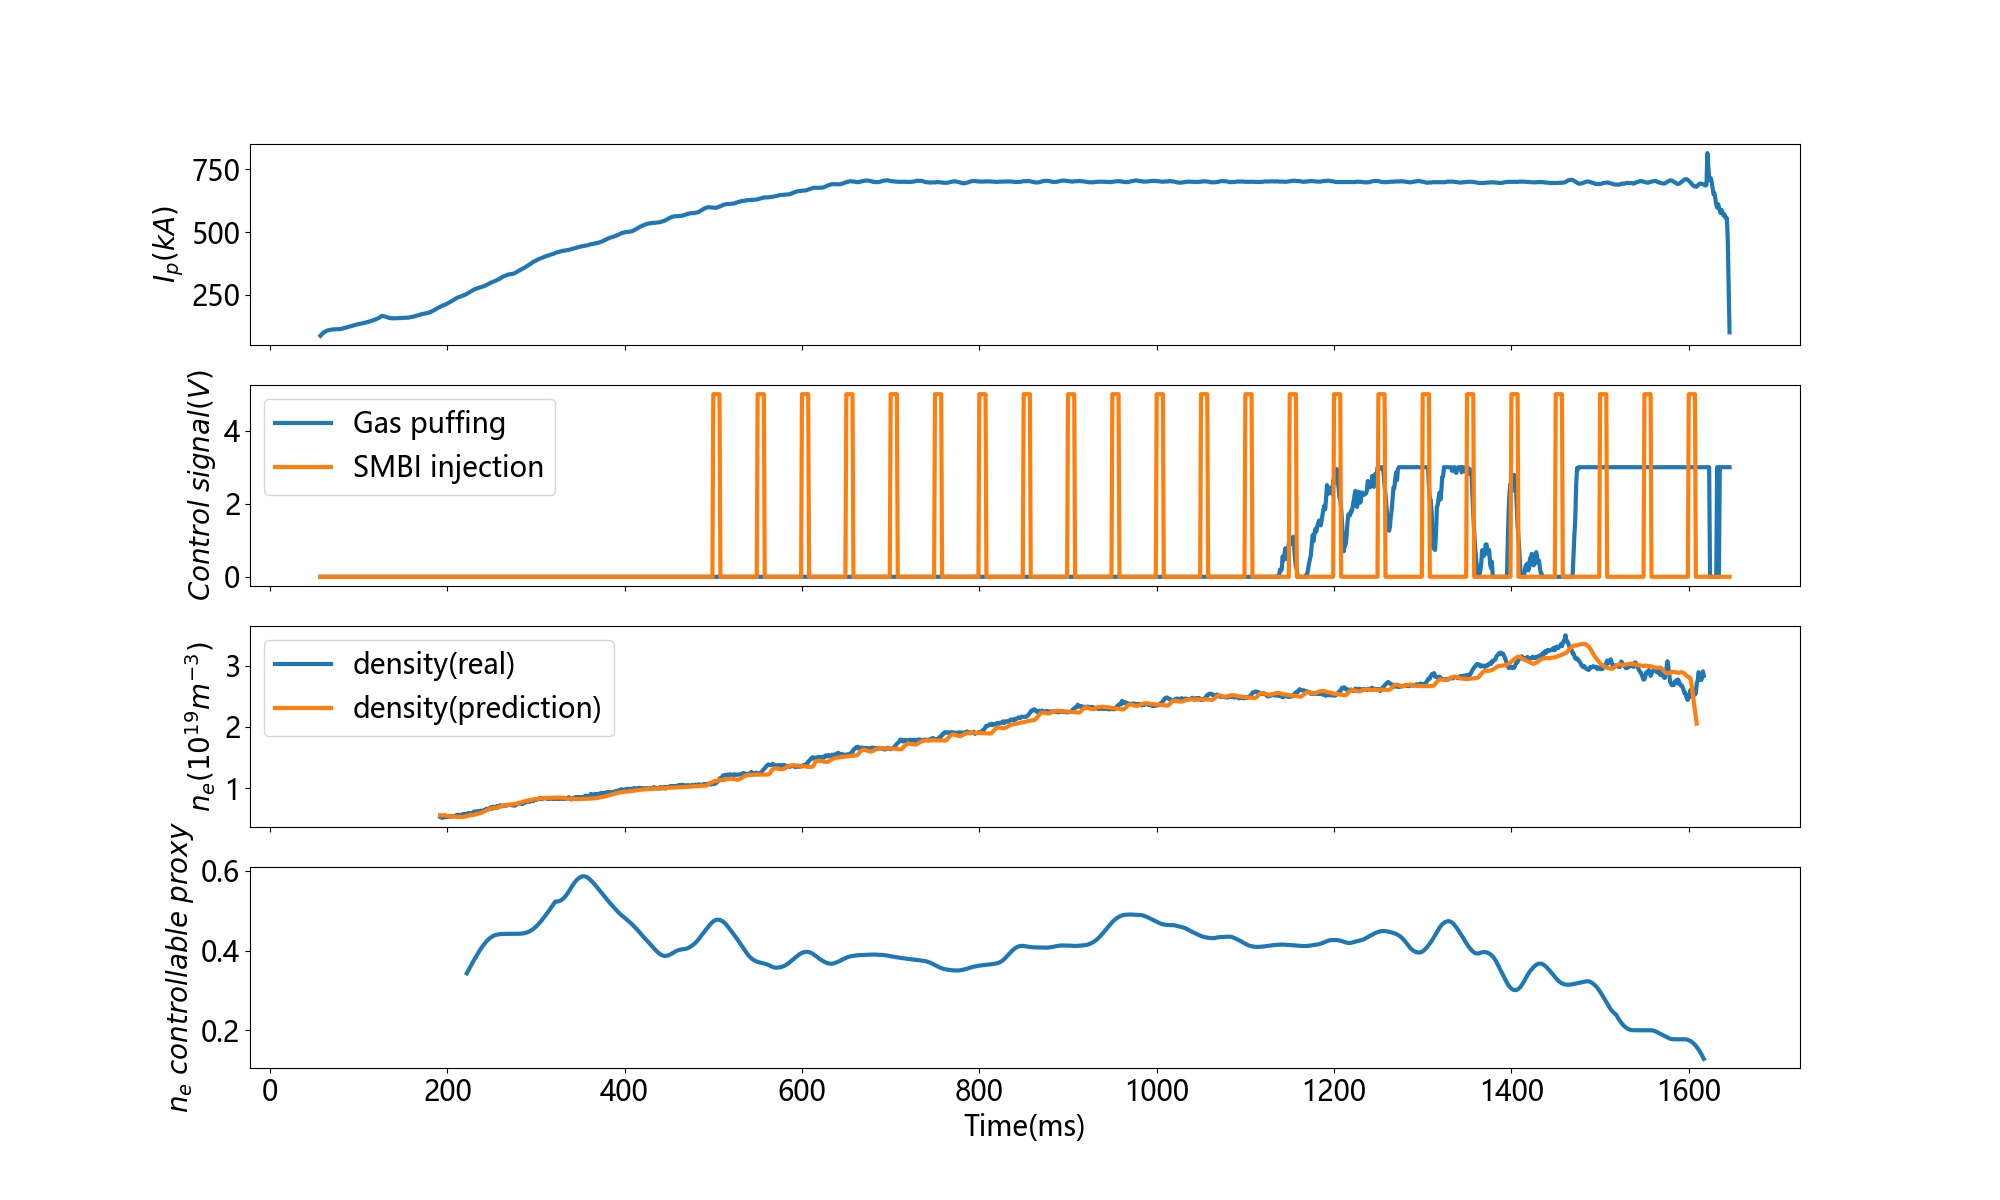 I_p(kA)
750
500
250
Control signal(V)
4
2
0
Gas puffing
SMBI injection
n_e(10^{19}m^{-3})
3
2
1
density(real)
density(prediction)
n_e controllable proxy
0.6
0.4
0.2
0 200 400 600 800 1000 1200 1400 1600
Time(ms)